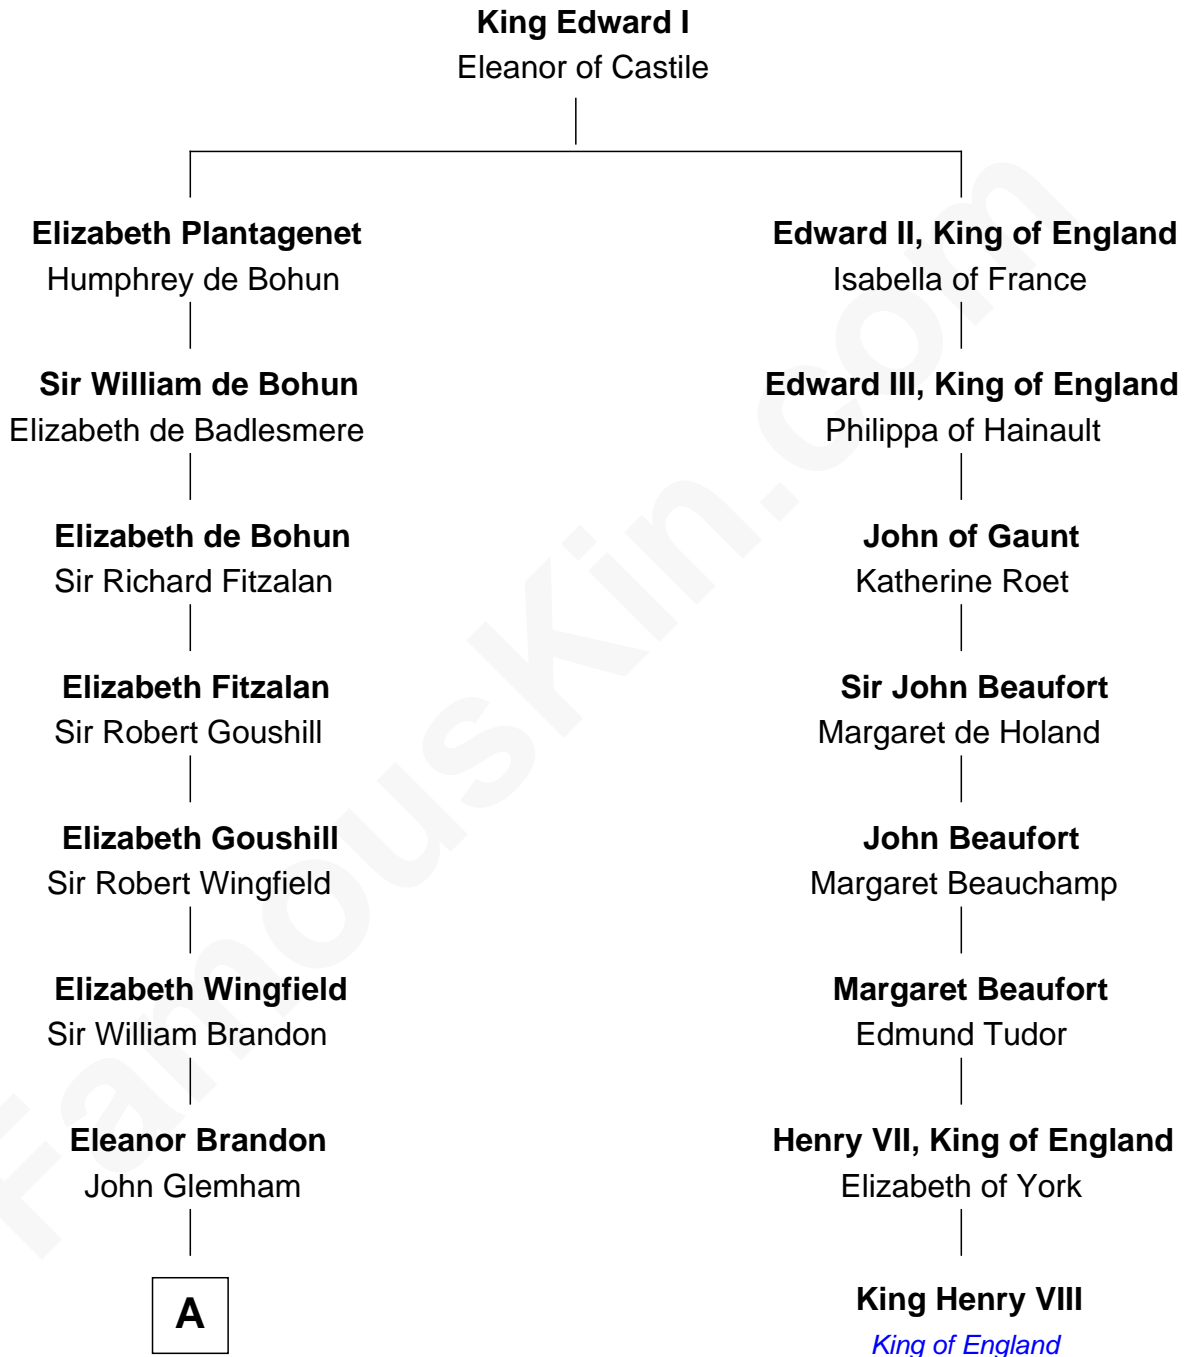 King Edward I
Eleanor of Castile
Elizabeth Plantagenet
Humphrey de Bohun
Edward II, King of England
Isabella of France
Sir William de Bohun
Elizabeth de Badlesmere
Edward III, King of England
Philippa of Hainault
Elizabeth de Bohun
Sir Richard Fitzalan
John of Gaunt
Katherine Roet
Elizabeth Fitzalan
Sir Robert Goushill
Sir John Beaufort
Margaret de Holand
Elizabeth Goushill
Sir Robert Wingfield
John Beaufort
Margaret Beauchamp
Elizabeth Wingfield
Sir William Brandon
Margaret Beaufort
Edmund Tudor
Eleanor Brandon
John Glemham
Henry VII, King of England
Elizabeth of York
A
King Henry VIII
King of England
FamousKin.com